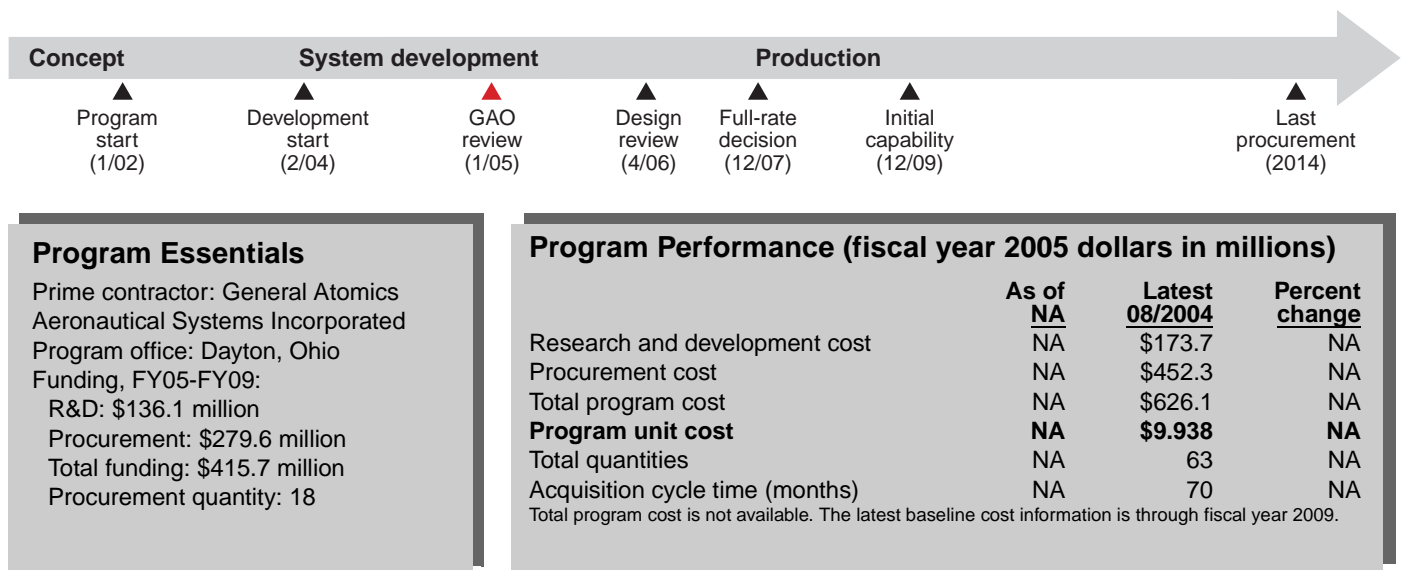 Concept System development Production
Program start (1/02)
Development start (2/04)
GAO review (1/05)
Design review (4/06)
Full-rate decision (12/07)
Initial capability (12/09)
Last procurement (2014)
Program Essentials
Prime contractor: General Atomics
Aeronautical Systems Incorporated
Program office: Dayton, Ohio
Funding, FY05-FY09:
R&D: $136.1 million
Procurement: $279.6 million
Total funding: $415.7 million
Procurement quantity: 18
Program Performance (fiscal year 2005 dollars in millions)
As of NA Latest 08/2004 Percent change
Research and development cost NA $173.7 NA
Procurement cost NA $452.3 NA
Total program cost NA $626.1 NA
Program unit cost NA $9.938 NA
Total quantities NA 63 NA
Acquisition cycle time (months) NA 70 NA
Total program cost is not available. The latest baseline cost information is through fiscal year 2009.